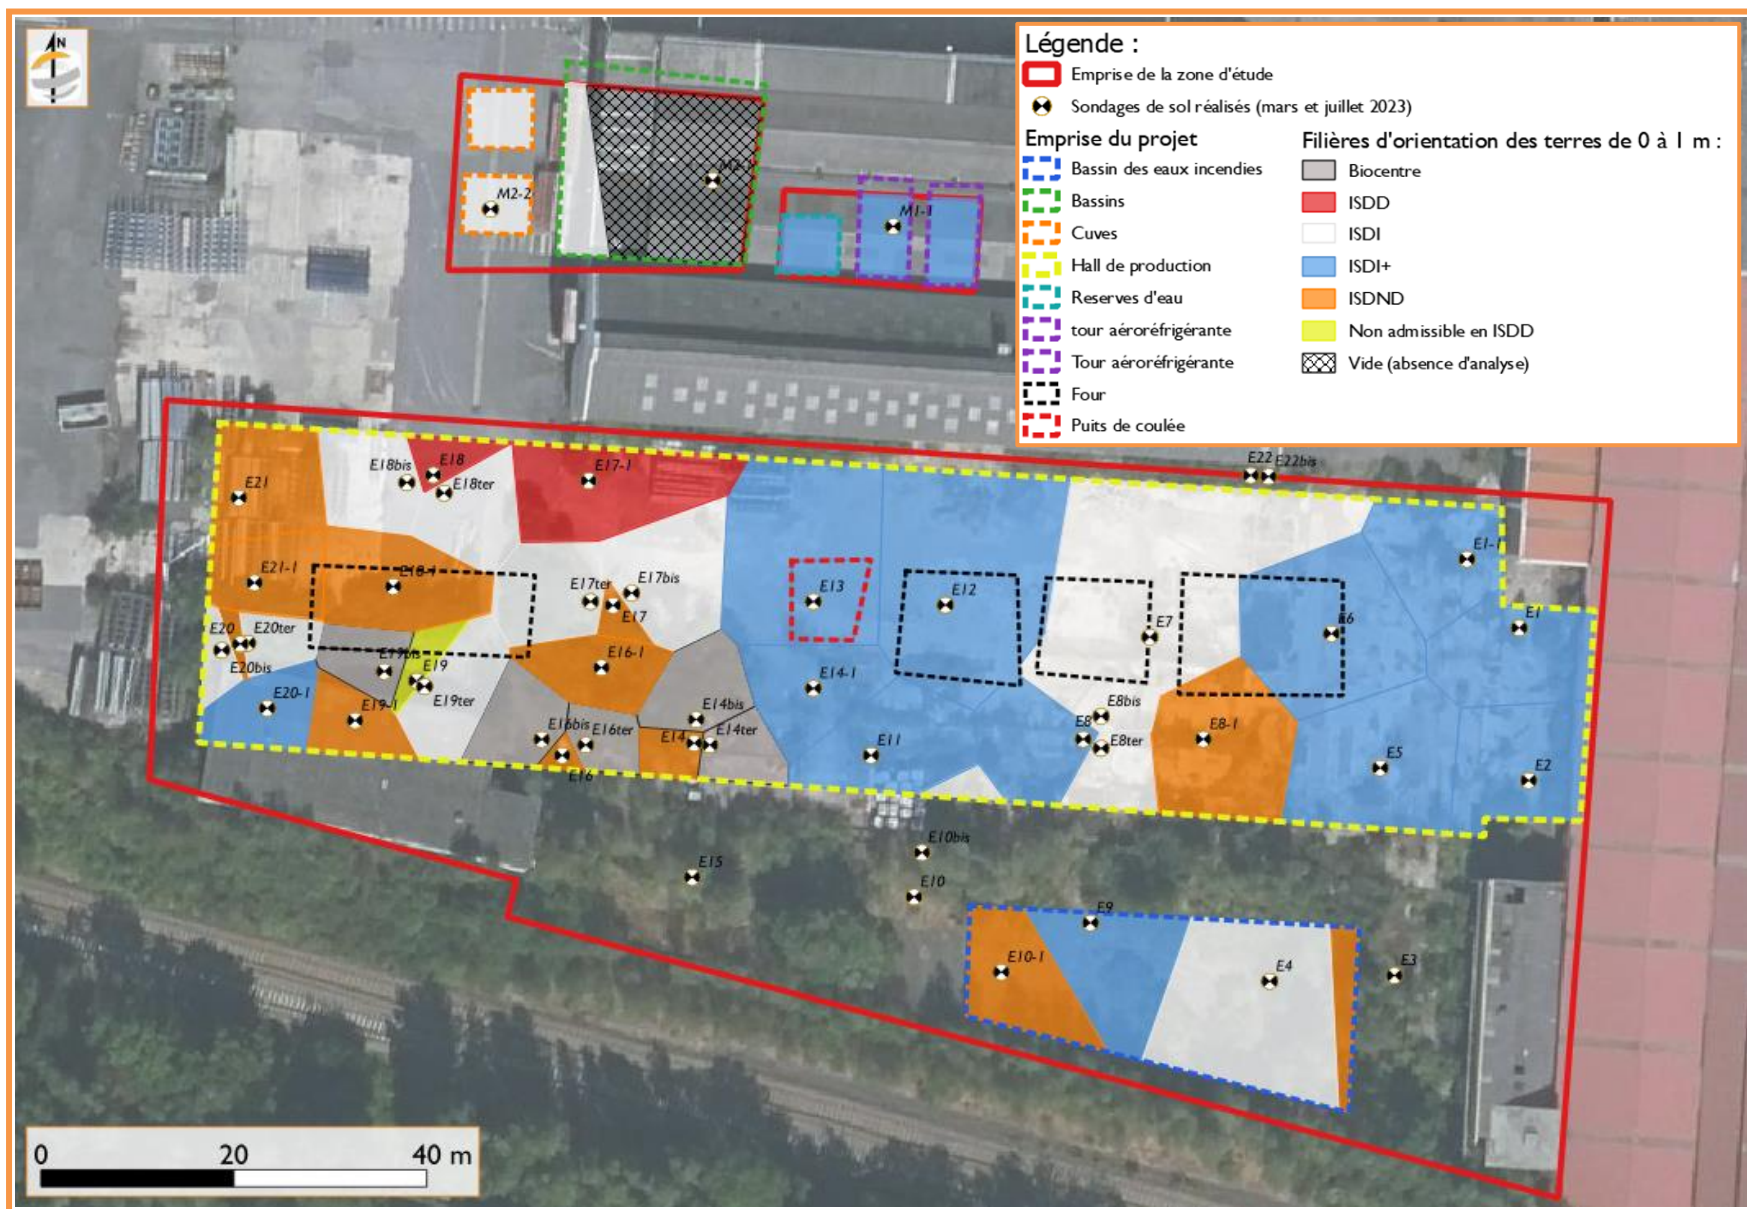 N
Légende :
Emprise de la zone d'étude
Sondages de sol réalisés (mars et juillet 2023)
Emprise du projet
Bassin des eaux incendies
Bassins
Cuves
Hall de production
Reserves d'eau
tour aéroréfrigérante
Tour aéroréfrigérante
Four
Puits de coulée
Filières d'orientation des terres de 0 à 1 m :
Biocentre
ISDD
ISDI
ISDI+
ISDND
Non admissible en ISDD
Vide (absence d'analyse)
M2-2
M1-1
E18bis
E18
E18ter
E17-1
E22
E22bis
E21
E21-1
E17ter
E17bis
E17
E13
E12
E7
E6
E1-1
E1
E20
E20ter
E20bis
E19bis
E19
E19ter
E16-1
E14-1
E20-1
E19-1
E16bis
E16ter
E16
E14bis
E14
E14ter
E11
E8bis
E8
E8ter
E8-1
E5
E2
E15
E10bis
E10
E9
E10-1
E4
E3
0 20 40 m